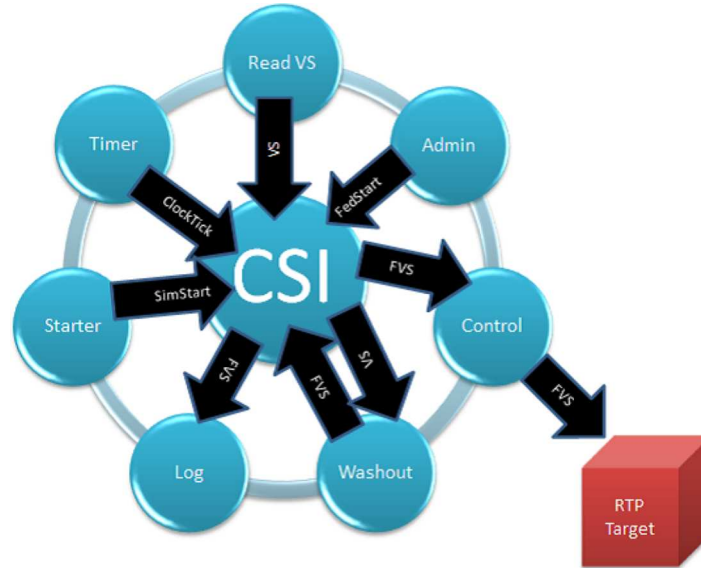 Read VS
Timer
Admin
VS
ClockTick
FedStart
CSI
FVS
SimStart
Starter
Control
FVS
VS
FVS
FVS
Log
Washout
RTP
Target